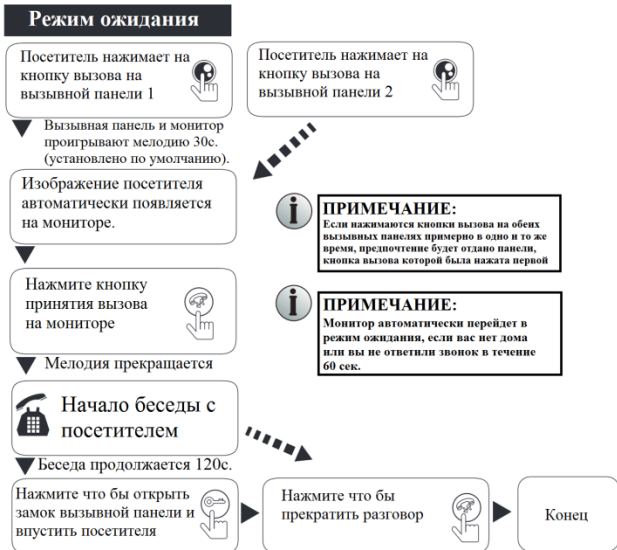 Режим ожидания
Посетитель нажимает на
кнопку вызова на
вызывной панели 1
Посетитель нажимает на
кнопку вызова на
вызывной панели 2
Вызывная панель и монитор
проигрывают мелодию 30с.
(установлено по умолчанию).
Изображение посетителя
автоматически появляется
на мониторе.
ПРИМЕЧАНИЕ:
Если нажимаются кнопки вызова на обеих
вызывных панелях примерно в одно и то же
время, предпочтение будет отдано панели,
кнопка вызова которой была нажата первой
Нажмите кнопку
принятия вызова
на мониторе
ПРИМЕЧАНИЕ:
Монитор автоматически перейдет в
режим ожидания, если вас нет дома
или вы не ответили звонок в течение
60 сек.
Мелодия прекращается
Начало беседы с
посетителем
Беседа продолжается 120с.
Нажмите что бы открыть
замок вызывной панели и
впустить посетителя
Нажмите что бы
прекратить разговор
Конец